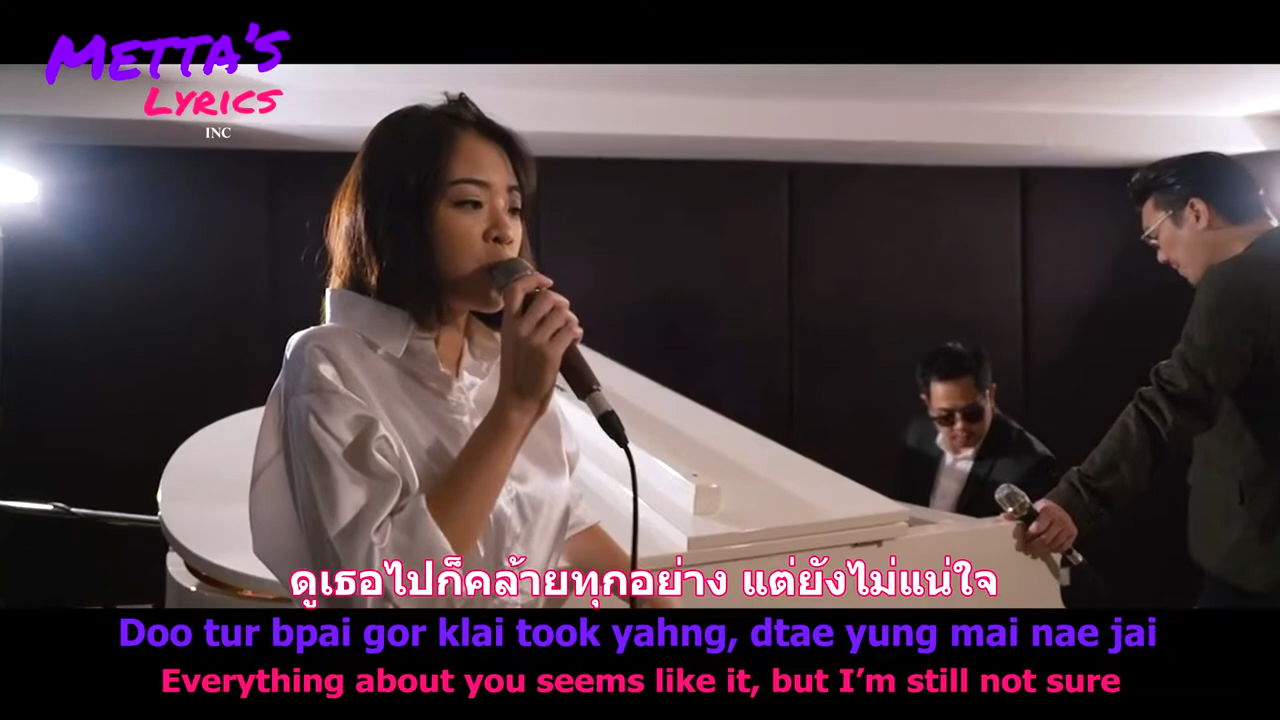 METTA'S
LYRICS
INC
ดูเธอไปก็คล้ายทุกอย่าง แต่ยังไม่แน่ใจ
Doo tur bpai gor klai took yahng, dtae yung mai nae jai
Everything about you seems like it, but I'm still not sure